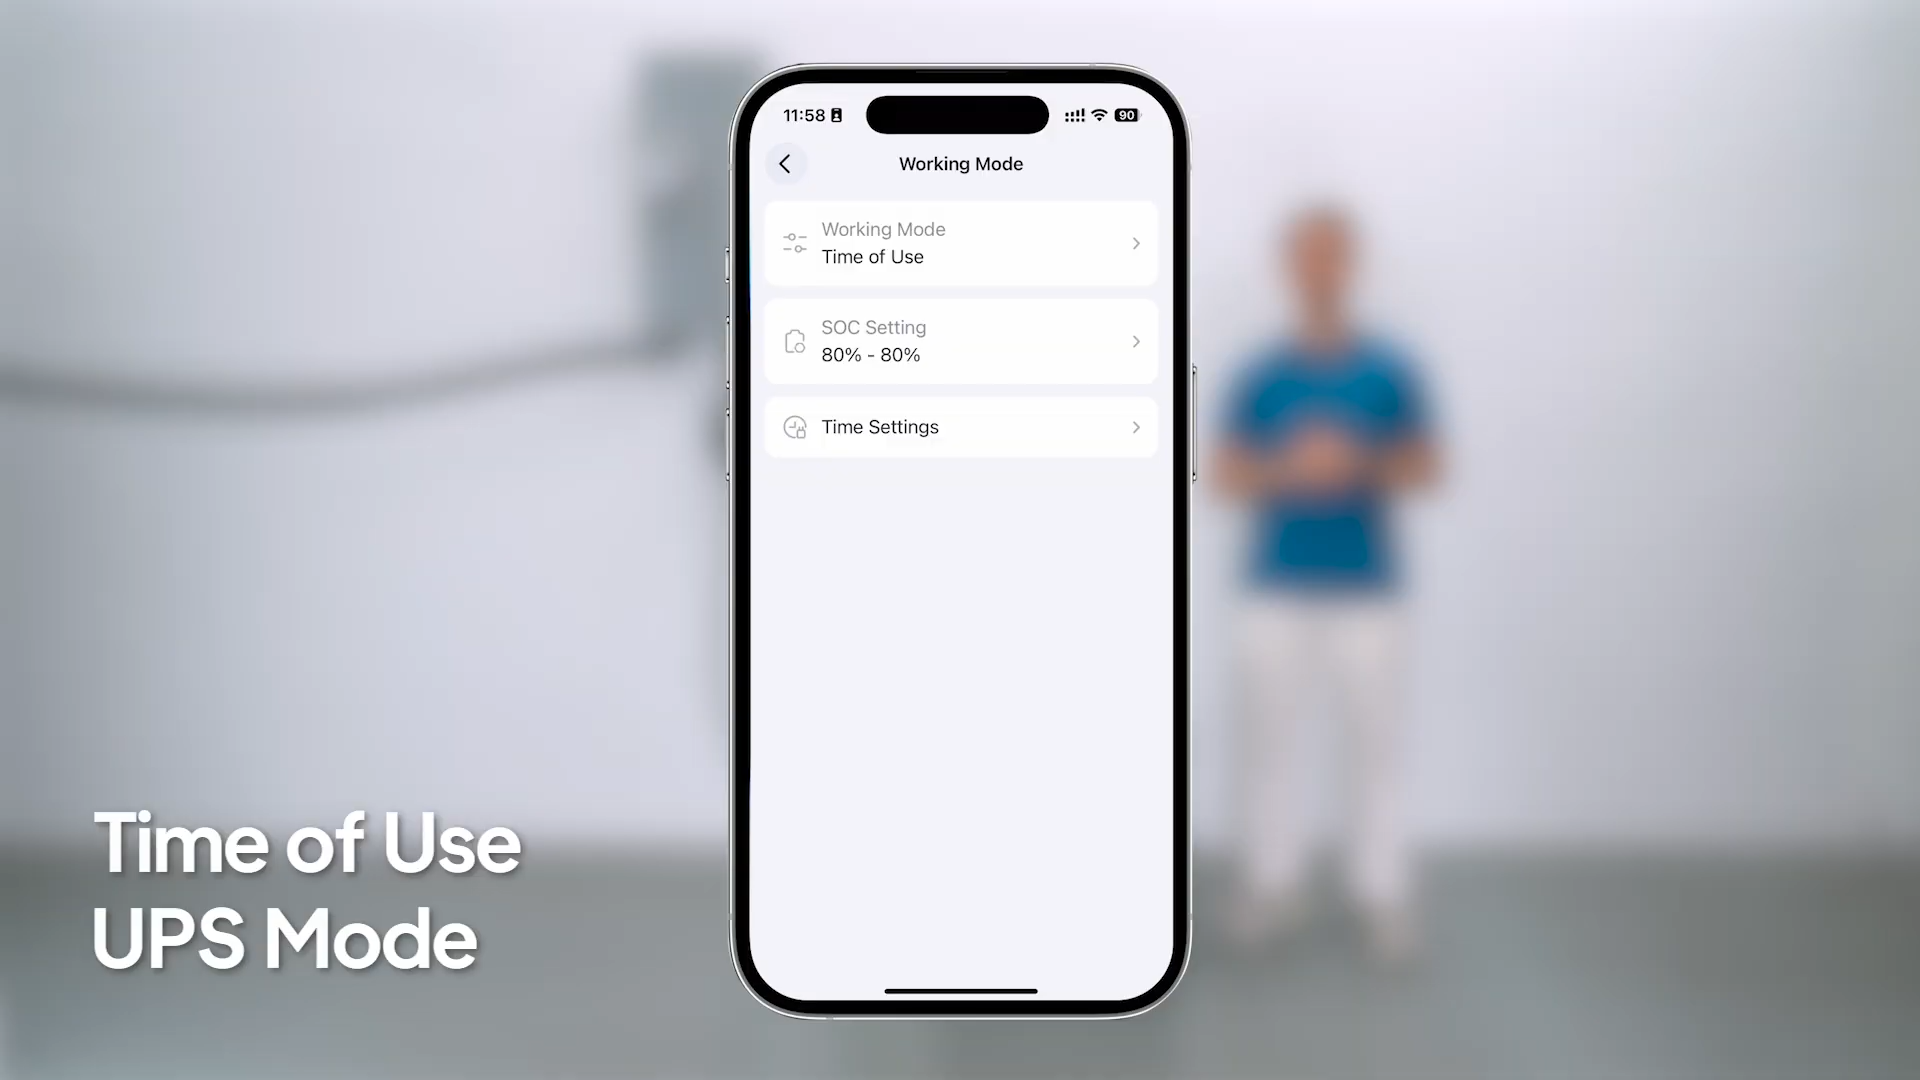 11:58
90
Working Mode
Working Mode
Time of Use
SOC Setting
80% - 80%
Time Settings
Time of Use
UPS Mode